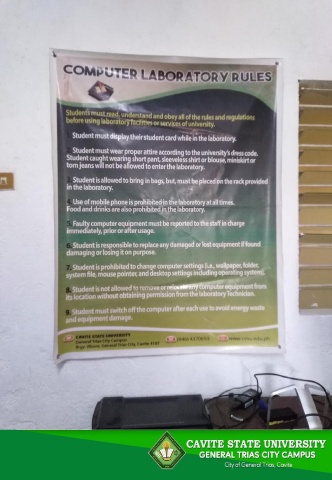 COMPUTER LABORATORY RULES
Students must read, understand and obey all of the rules and regulations
before using laboratory facilities or services of university.
Student must display their student card while in the laboratory.
Student must wear proper attire according to the university's dress code.
Student caught wearing short pant, sleeveless shirt or blouse, miniskirt or
torn jeans will not be allowed to enter the laboratory.
Student is allowed to bring in bags, but, must be placed on the rack provided
in the laboratory.
Use of mobile phone is prohibited in the laboratory at all times.
Food and drinks are also prohibited in the laboratory.
Faulty computer equipment must be reported to the staff in charge
immediately, prior or after usage.
6. Student is responsible to replace any damaged or lost equipment if found
damaging or losing it on purpose.
7. Student is prohibited to change computer settings (i.e., wallpaper, folder,
system file, mouse pointer, and desktop settings including operating system).
8. Student is not allowed to remove or relocate any computer equipment from
its location without obtaining permission from the laboratory Technician.
9. Student must switch off the computer after each use to avoid energy waste
and equipment damage.
CAVITE STATE UNIVERSITY
General Trias City Campus
General Trias City, Cavite 4107
CAVITE STATE UNIVERSITY
GENERAL TRIAS CITY CAMPUS
City of General Trias, Cavite